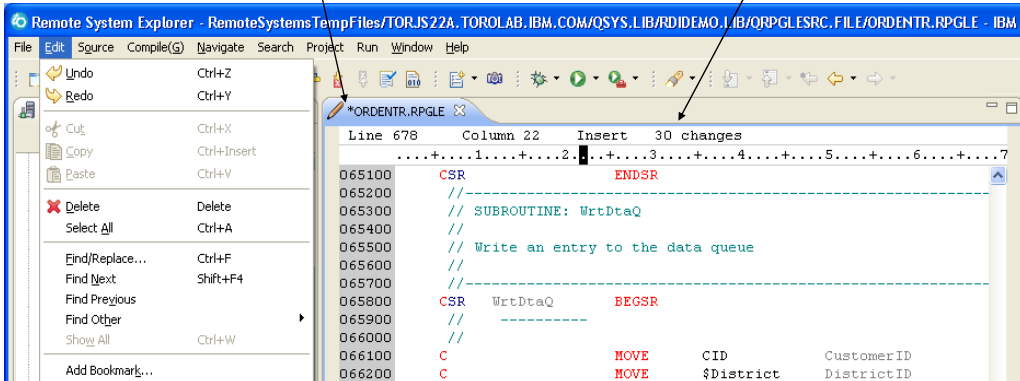 Remote System Explorer - RemoteSystemsTempFiles/TORJS22A.TOROLAB.IBM.COM/QSYS.LIB/RDIDEMO.LIB/QRPGLESRC.FILE/ORDENTR.RPGLE - IBM
File Edit Source Compile(G) Navigate Search Project Run Window Help
Undo Ctrl+Z
Redo Ctrl+Y
Cut Ctrl+X
Copy Ctrl+Insert
Paste Ctrl+V
Delete Delete
Select All Ctrl+A
Find/Replace... Ctrl+F
Find Next Shift+F4
Find Previous
Find Other
Show All Ctrl+W
Add Bookmark...
*ORDENTR.RPGLE
Line 678 Column 22 Insert 30 changes
....+....1....+....2....+....3....+....4....+....5....+....6....+....7
065100 CSR ENDSR
065200 //------------------------------------------------------------
065300 // SUBROUTINE: WrtDtaQ
065400 //
065500 // Write an entry to the data queue
065600 //
065700 //------------------------------------------------------------
065800 CSR WrtDtaQ BEGSR
065900 // ----------
066000 //
066100 C MOVE CID CustomerID
066200 C MOVE $District DistrictID